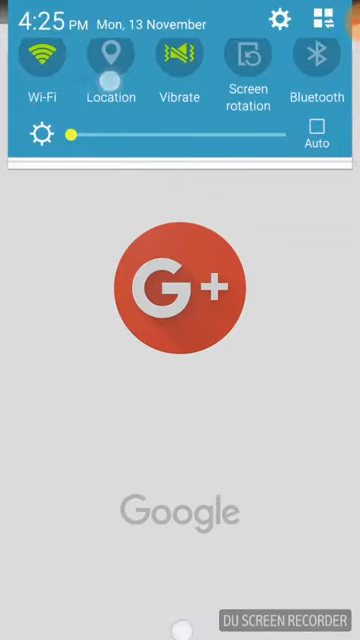 4:25 PM Mon, 13 November
Wi-Fi
Location
Vibrate
Screen
rotation
Bluetooth
Auto
G+
Google
DU SCREEN RECORDER